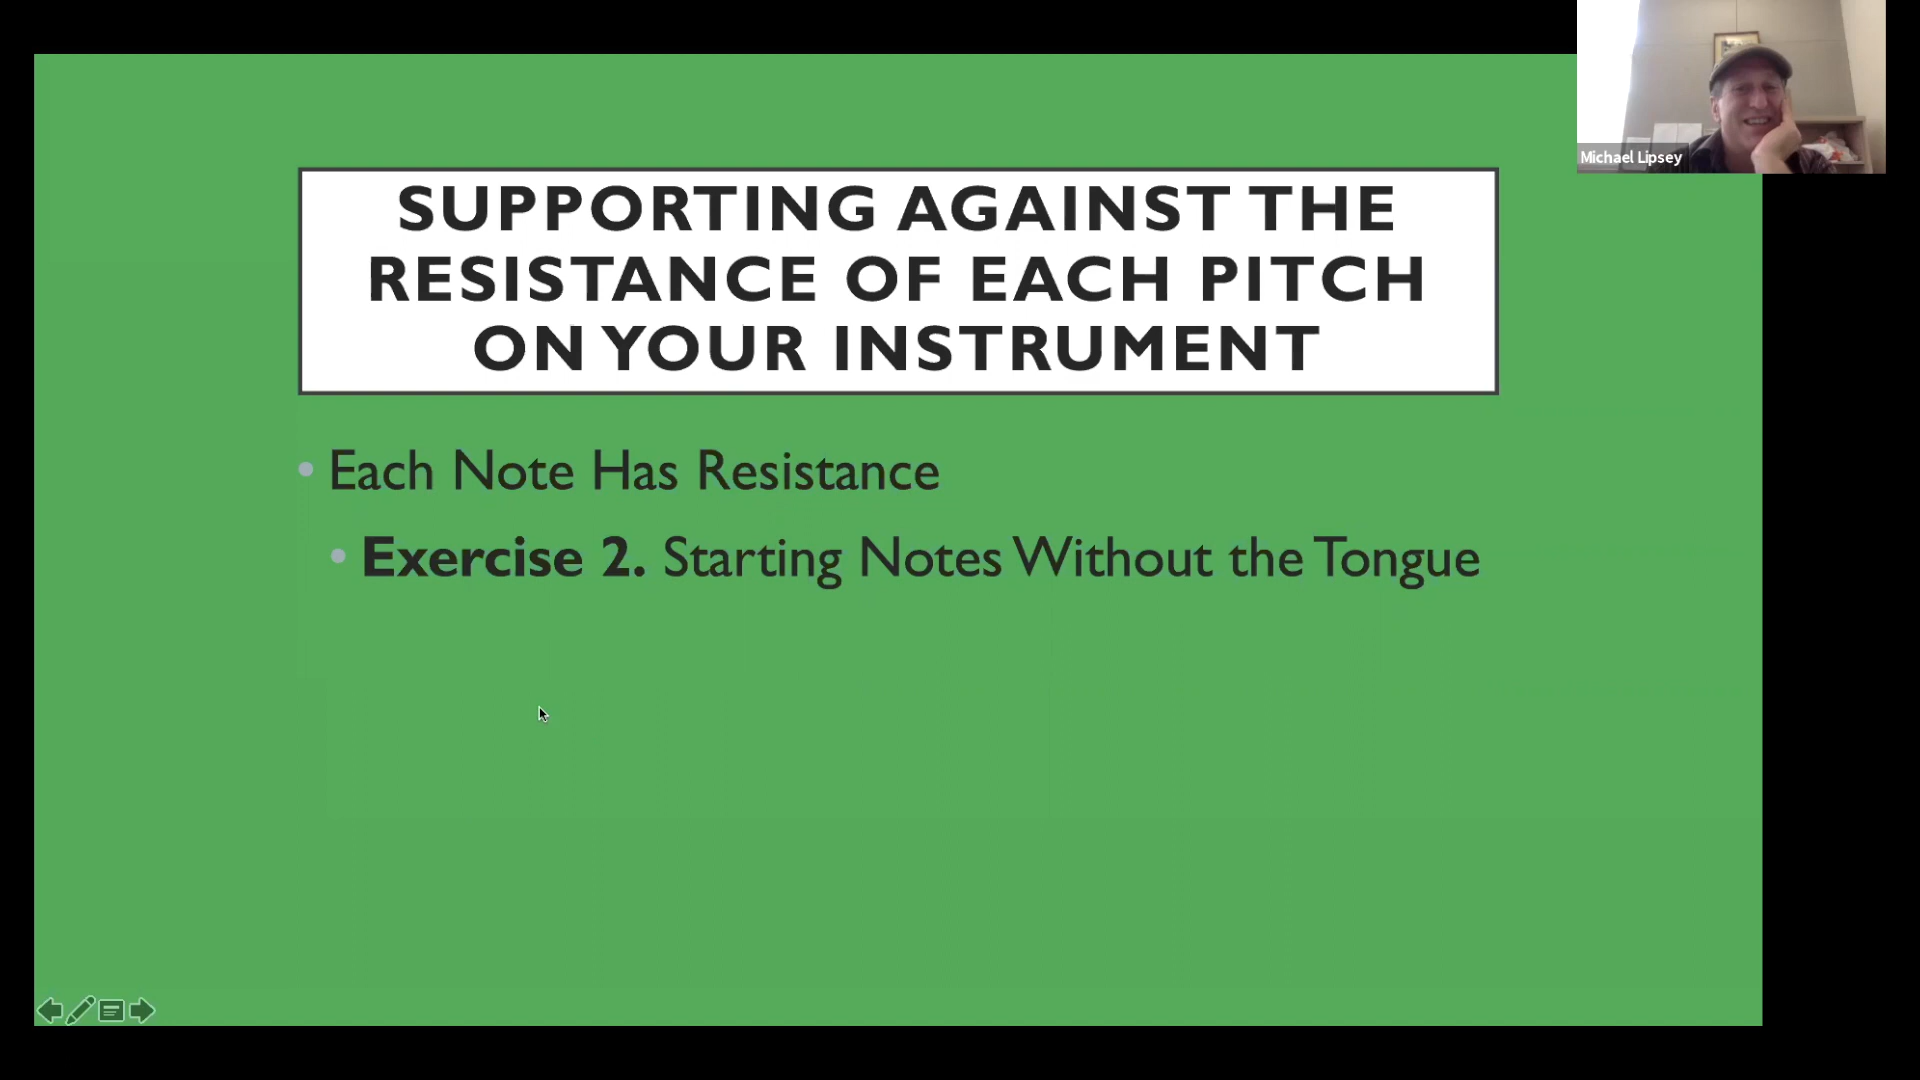 Michael Lipsey
SUPPORTING AGAINST THE
RESISTANCE OF EACH PITCH
ON YOUR INSTRUMENT
Each Note Has Resistance
Exercise 2. Starting Notes Without the Tongue